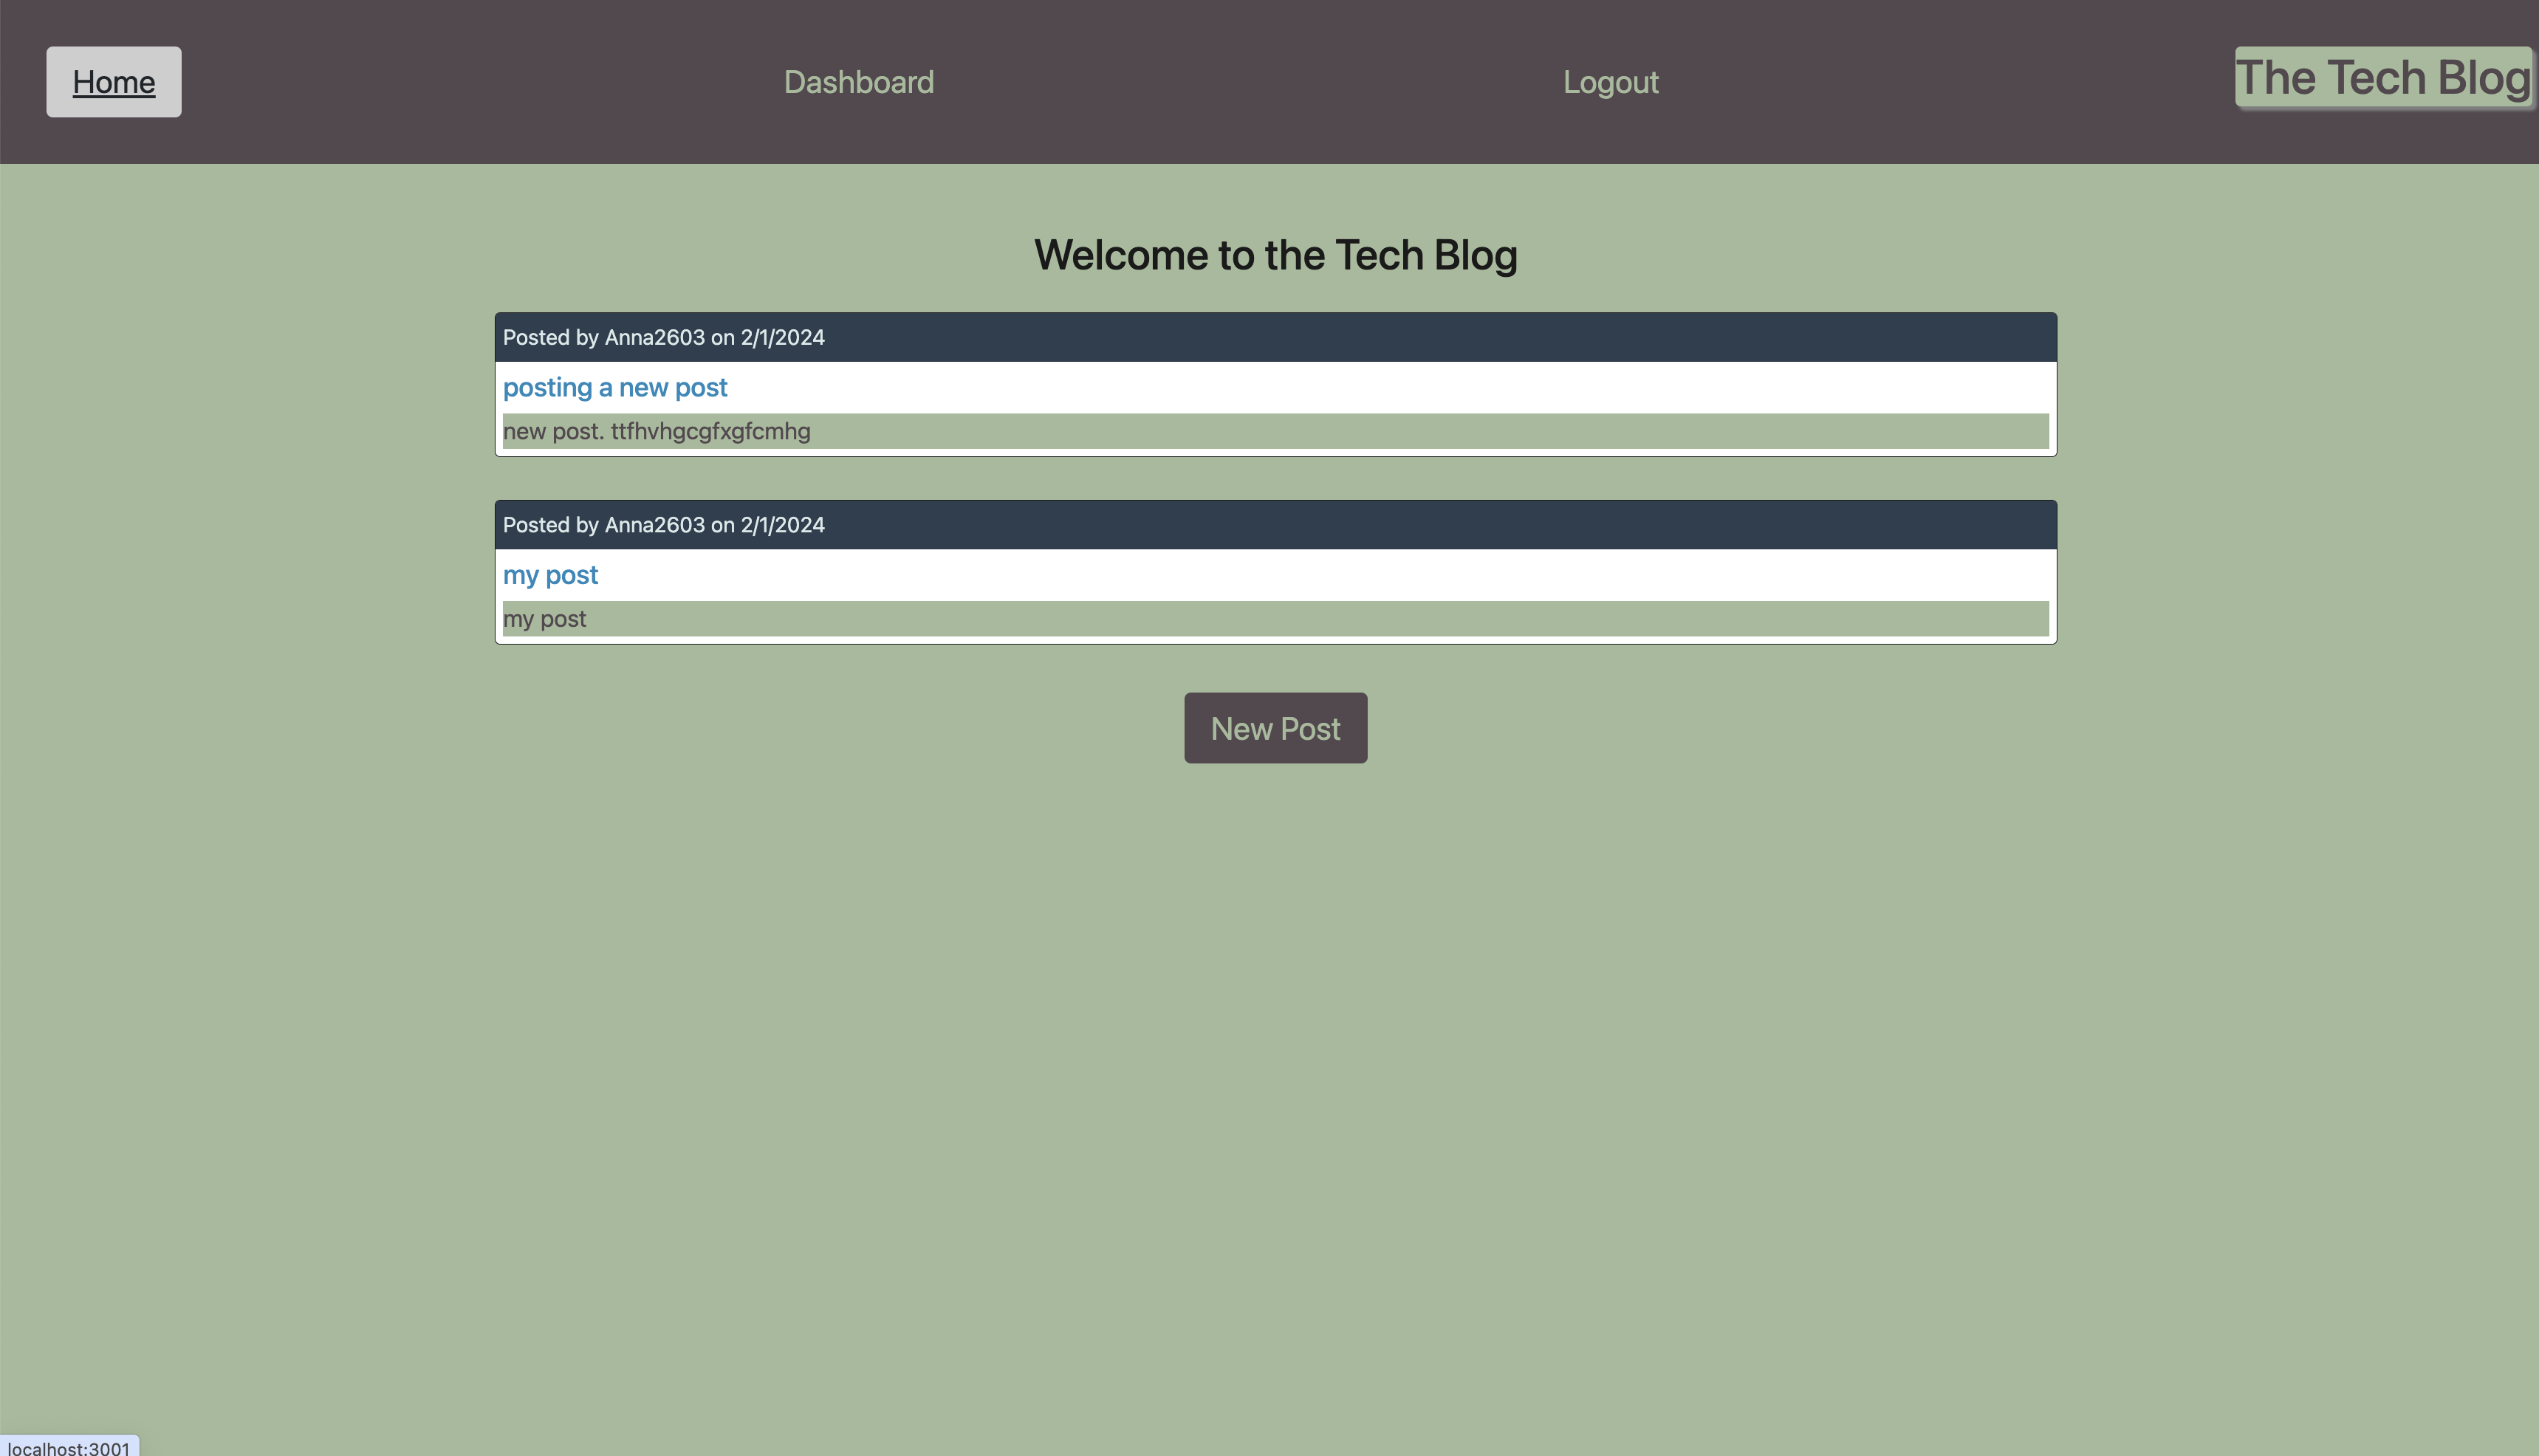 Home
Dashboard
Logout
The Tech Blog
Welcome to the Tech Blog
Posted by Anna2603 on 2/1/2024
posting a new post
new post. ttfhvhgcgfxgfcmhg
Posted by Anna2603 on 2/1/2024
my post
my post
New Post
localhost:3001